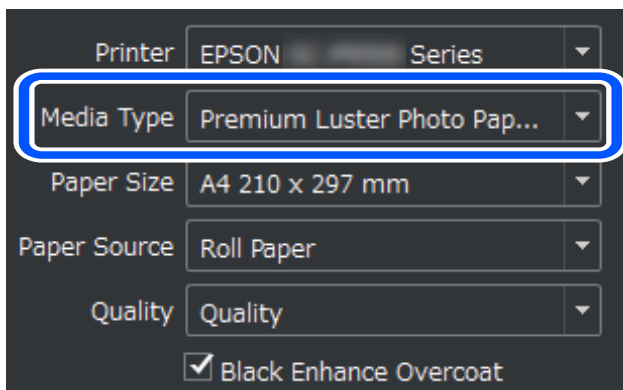 Printer EPSON Series
Media Type Premium Luster Photo Pap...
Paper Size A4 210 x 297 mm
Paper Source Roll Paper
Quality Quality
Black Enhance Overcoat